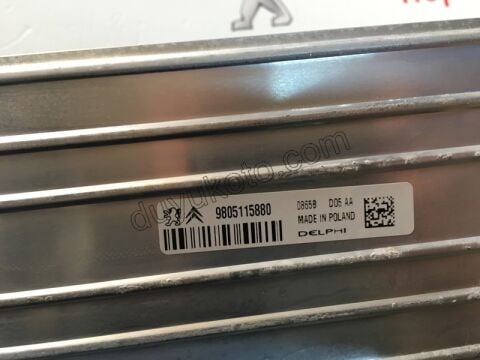 9805115880 0865B D05 AA
MADE IN POLAND
DELPHI
duyukoto.com